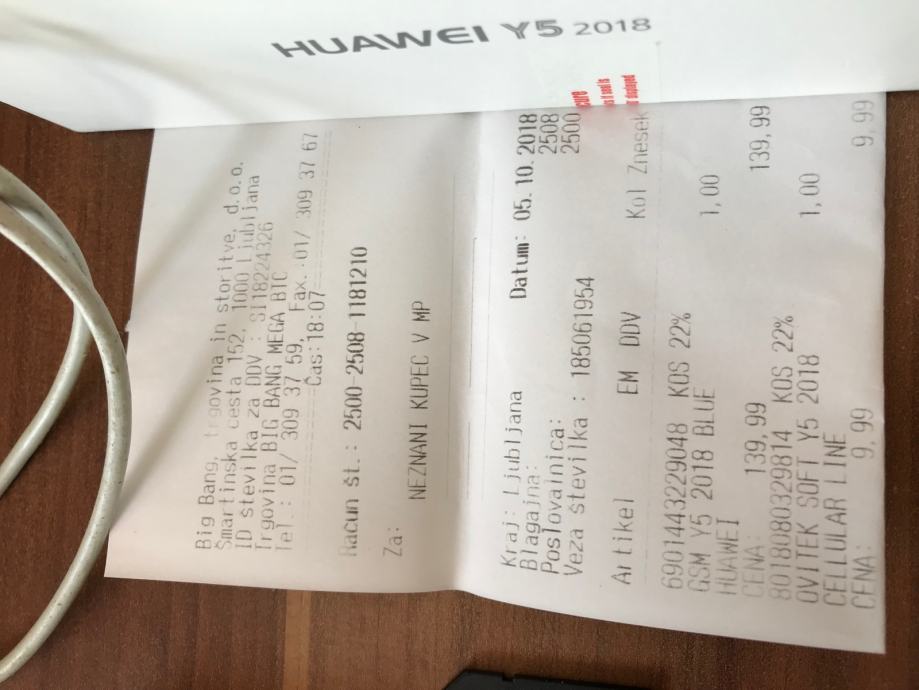 HUAWEI Y5 2018
Big Bang, trgovina in storitve, d.o.o.
Šmartinska cesta 152, 1000 Ljubljana
ID številka za DDV : SI18224326
Trgovina BIG BANG MEGA BTC
Tel.: 01/ 309 37 59, Fax.:01/ 309 37 67
Čas:18:07
Račun št.: 2500-2508-1181210
Za:
NEZNANI KUPEC V MP
Kraj: Ljubljana Datum: 05.10.2018
Blagajna: 2508
Poslovalnica: 2500
Veza številka : 185061954
Artikel EM DDV Kol Znesek
6901443229048 KOS 22% 1,00
GSM Y5 2018 BLUE
HUAWEI
CENA: 139,99 139,99
8018080329814 KOS 22% 1,00
OVITEK SOFT Y5 2018
CELLULAR LINE
CENA: 9,99 9,99